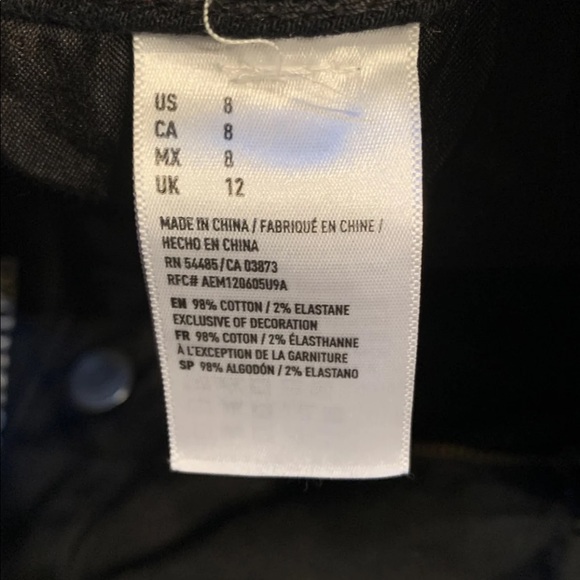 US 8
CA 8
MX 8
UK 12
MADE IN CHINA / FABRIQUÉ EN CHINE /
HECHO EN CHINA
RN 54485/CA 03873
RFC# AEM120605U9A
EN 98% COTTON / 2% ELASTANE
EXCLUSIVE OF DECORATION
FR 98% COTON / 2% ÉLASTHANNE
À L'EXCEPTION DE LA GARNITURE
SP 98% ALGODÓN / 2% ELASTANO